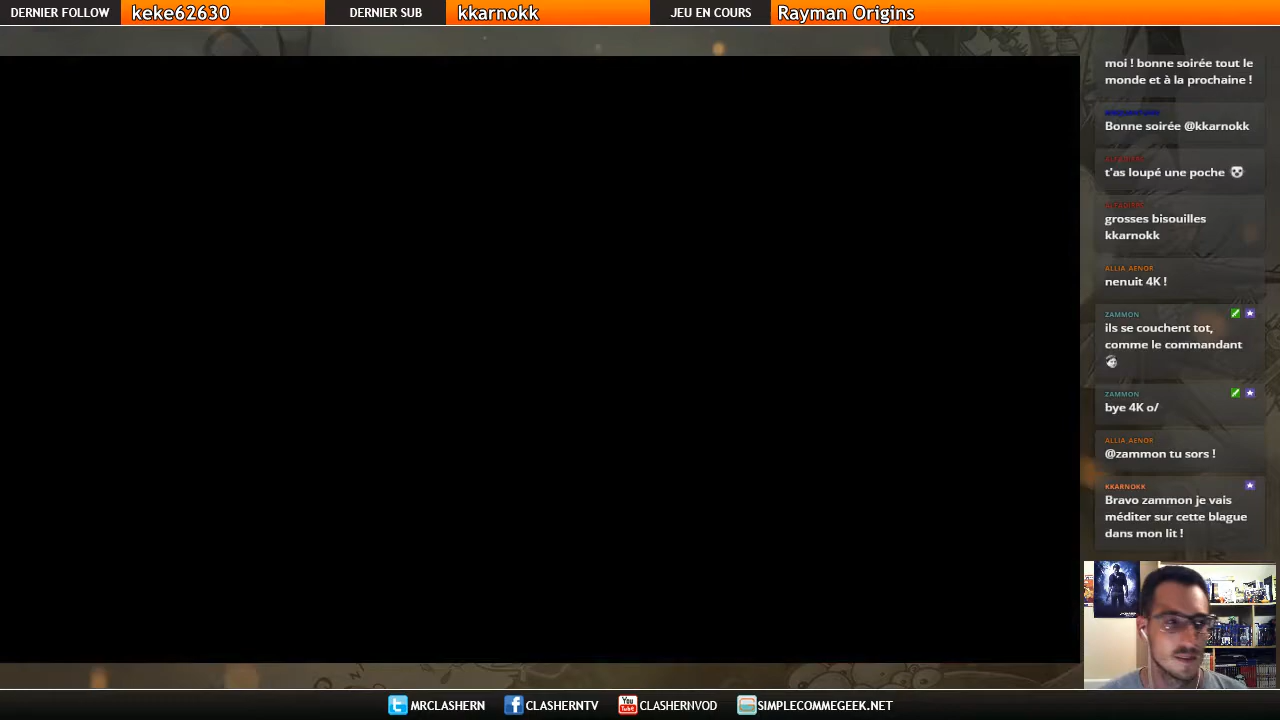 DERNIER FOLLOW keke62630 DERNIER SUB kkarnokk JEU EN COURS Rayman Origins
moi ! bonne soirée tout le
monde et à la prochaine !
Bonne soirée @kkarnokk
t'as loupé une poche
grosses bisouilles
kkarnokk
ALLIA AENOR
nenuit 4K !
ZAMMON
ils se couchent tot,
comme le commandant
ZAMMON
bye 4K o/
ALLIA AENOR
@zammon tu sors !
KKARNOKK
Bravo zammon je vais
méditer sur cette blague
dans mon lit !
MRCLASHERN CLASHERNTV You Tube CLASHERNVOD SIMPLECOMMEGEEK.NET